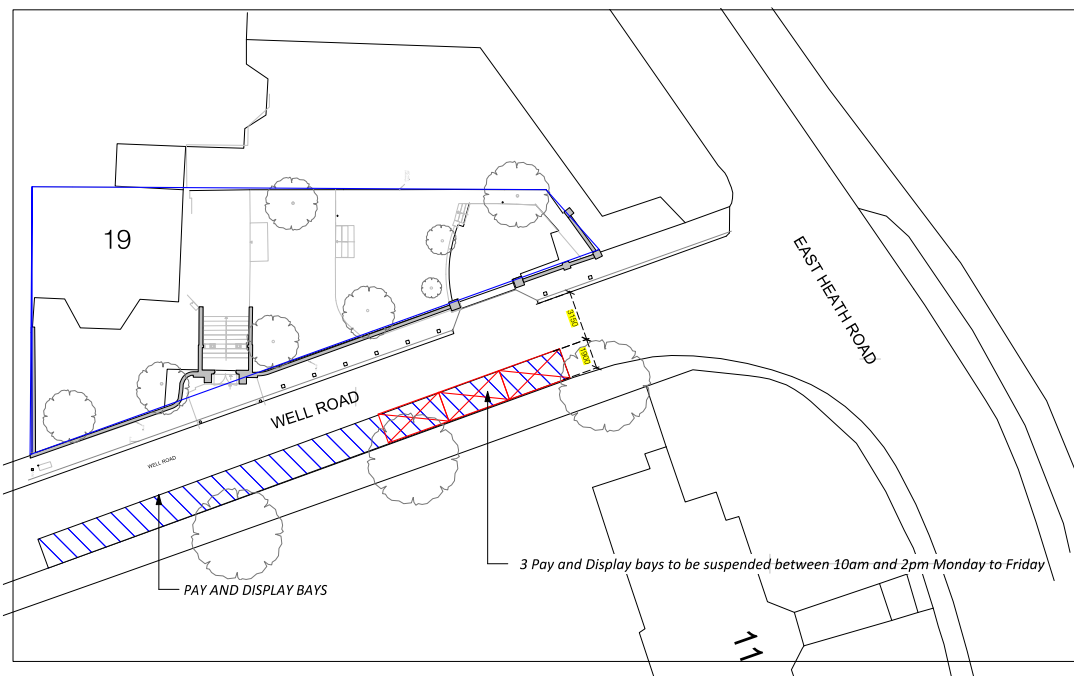 19
EAST HEATH ROAD
3150
1900
WELL ROAD
WELL ROAD
3 Pay and Display bays to be suspended between 10am and 2pm Monday to Friday
PAY AND DISPLAY BAYS
11